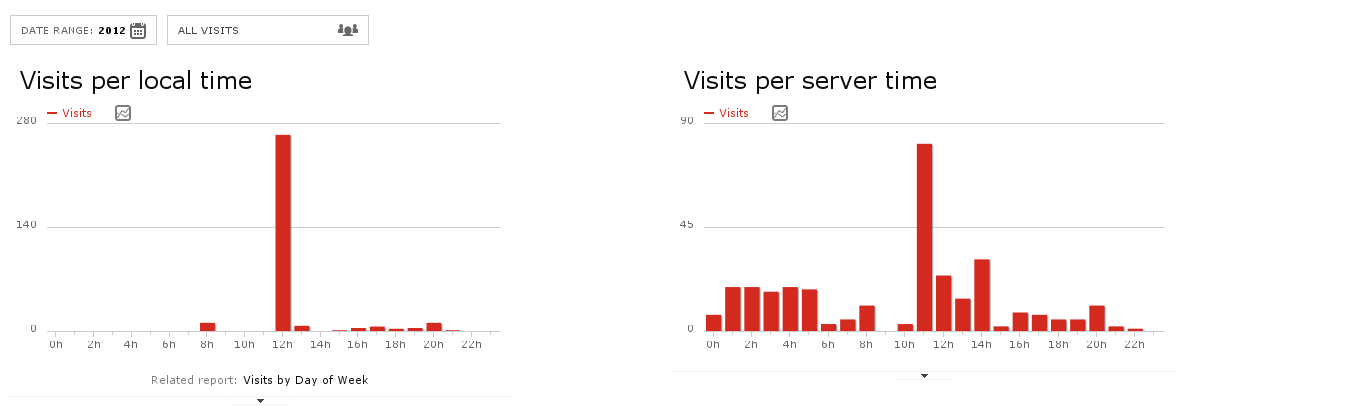 DATE RANGE: 2012
ALL VISITS
Visits per local time
Visits
280
140
0
0h 2h 4h 6h 8h 10h 12h 14h 16h 18h 20h 22h
Related report: Visits by Day of Week
Visits per server time
Visits
90
45
0
0h 2h 4h 6h 8h 10h 12h 14h 16h 18h 20h 22h